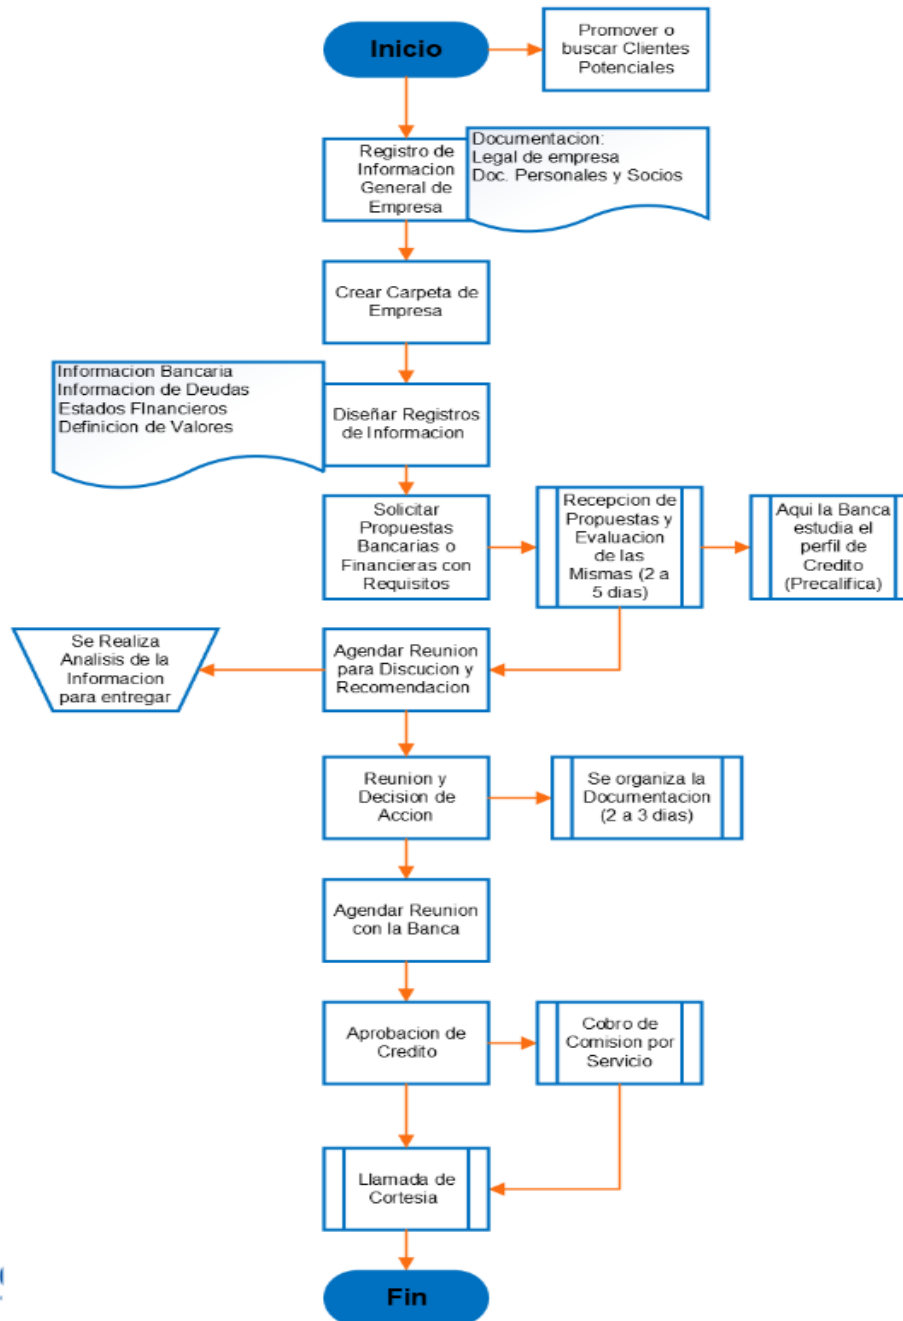 Inicio
Promover o
buscar Clientes
Potenciales
Registro de
Informacion
General de
Empresa
Documentacion:
Legal de empresa
Doc. Personales y Socios
Crear Carpeta de
Empresa
Informacion Bancaria
Informacion de Deudas
Estados FInancieros
Definicion de Valores
Diseñar Registros
de Informacion
Solicitar
Propuestas
Bancarias o
Financieras con
Requisitos
Recepcion de
Propuestas y
Evaluacion
de las
Mismas (2 a
5 dias)
Aqui la Banca
estudia el
perfil de
Credito
(Precalifica)
Se Realiza
Analisis de la
Informacion
para entregar
Agendar Reunion
para Discucion y
Recomendacion
Reunion y
Decision de
Accion
Se organiza la
Documentacion
(2 a 3 dias)
Agendar Reunion
con la Banca
Aprobacion de
Credito
Cobro de
Comision por
Servicio
Llamada de
Cortesia
Fin